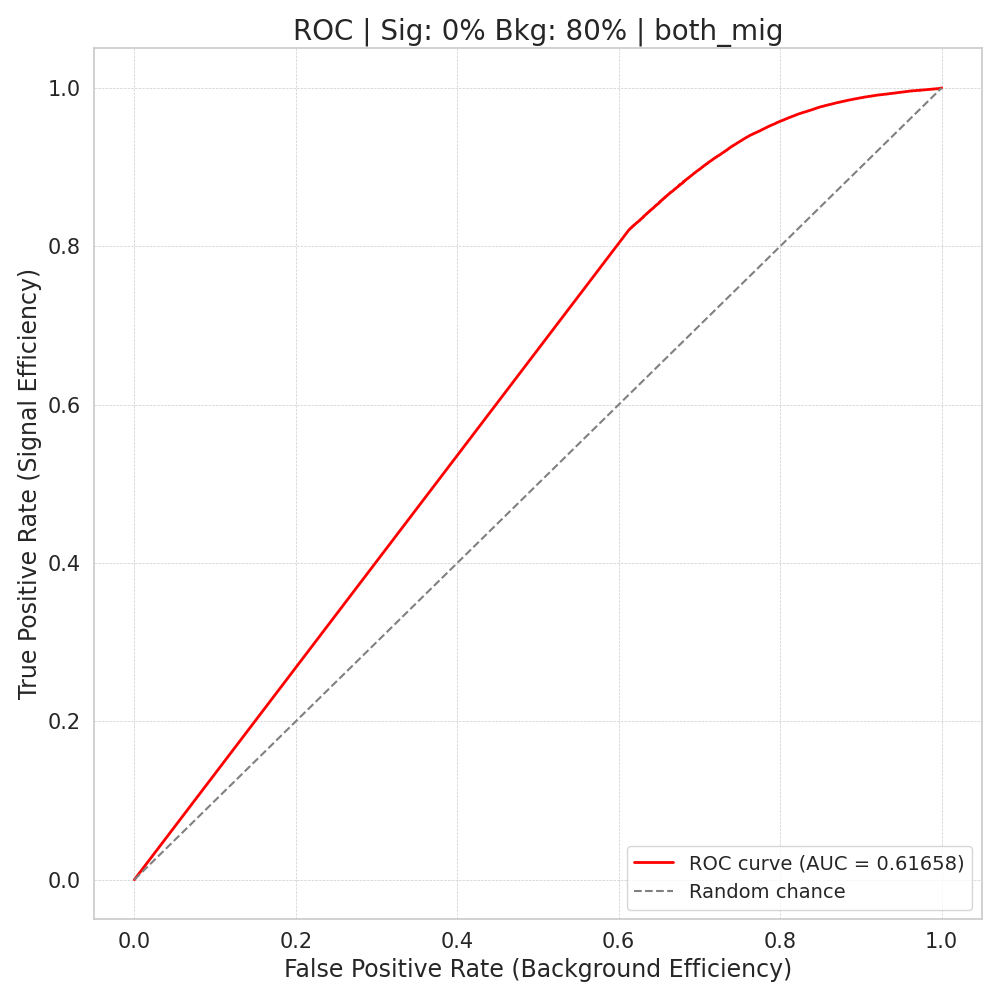 ROC | Sig: 0% Bkg: 80% | both_mig
True Positive Rate (Signal Efficiency)
1.0
0.8
0.6
0.4
0.2
0.0
ROC curve (AUC = 0.61658)
Random chance
0.0 0.2 0.4 0.6 0.8 1.0
False Positive Rate (Background Efficiency)